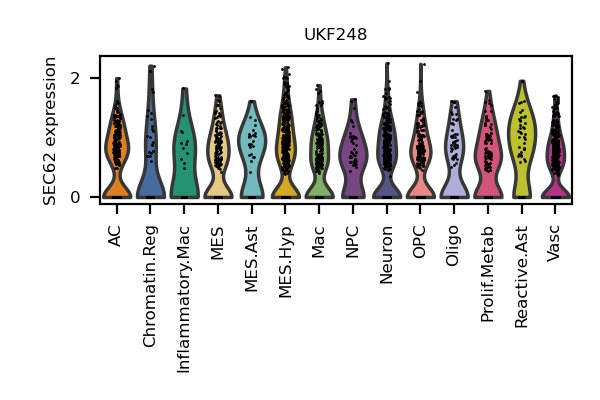 UKF248
SEC62 expression
2
0
AC
Chromatin.Reg
Inflammatory.Mac
MES
MES.Ast
MES.Hyp
Mac
NPC
Neuron
OPC
Oligo
Prolif.Metab
Reactive.Ast
Vasc